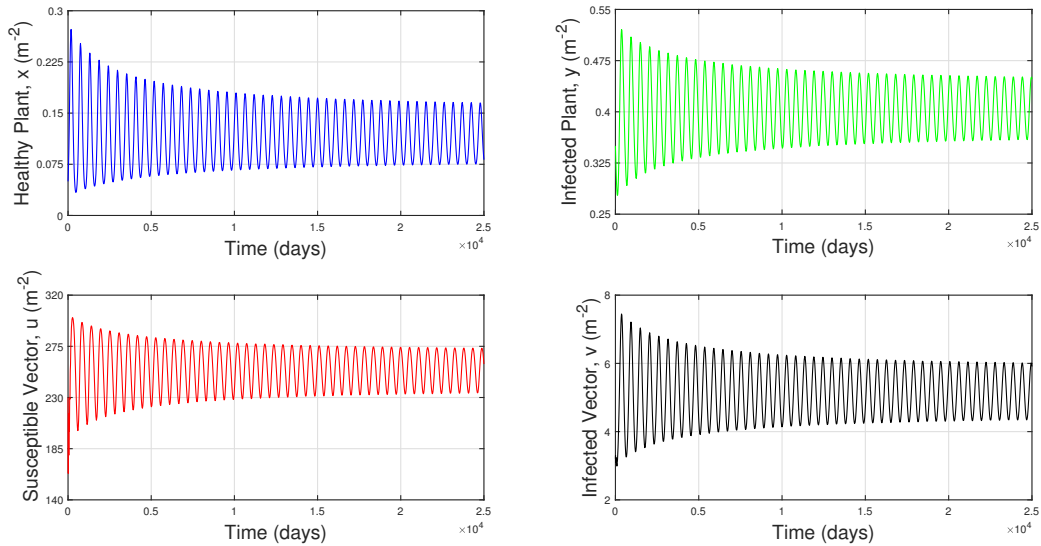 Healthy Plant, x (m-2)
0.3
0.225
0.15
0.075
0
0 0.5 1 1.5 2 2.5
×10^4
Time (days)
Infected Plant, y (m-2)
0.55
0.475
0.4
0.325
0.25
0 0.5 1 1.5 2 2.5
×10^4
Time (days)
Susceptible Vector, u (m-2)
320
275
230
185
140
0 0.5 1 1.5 2 2.5
×10^4
Time (days)
Infected Vector, v (m-2)
8
6
4
2
0 0.5 1 1.5 2 2.5
×10^4
Time (days)